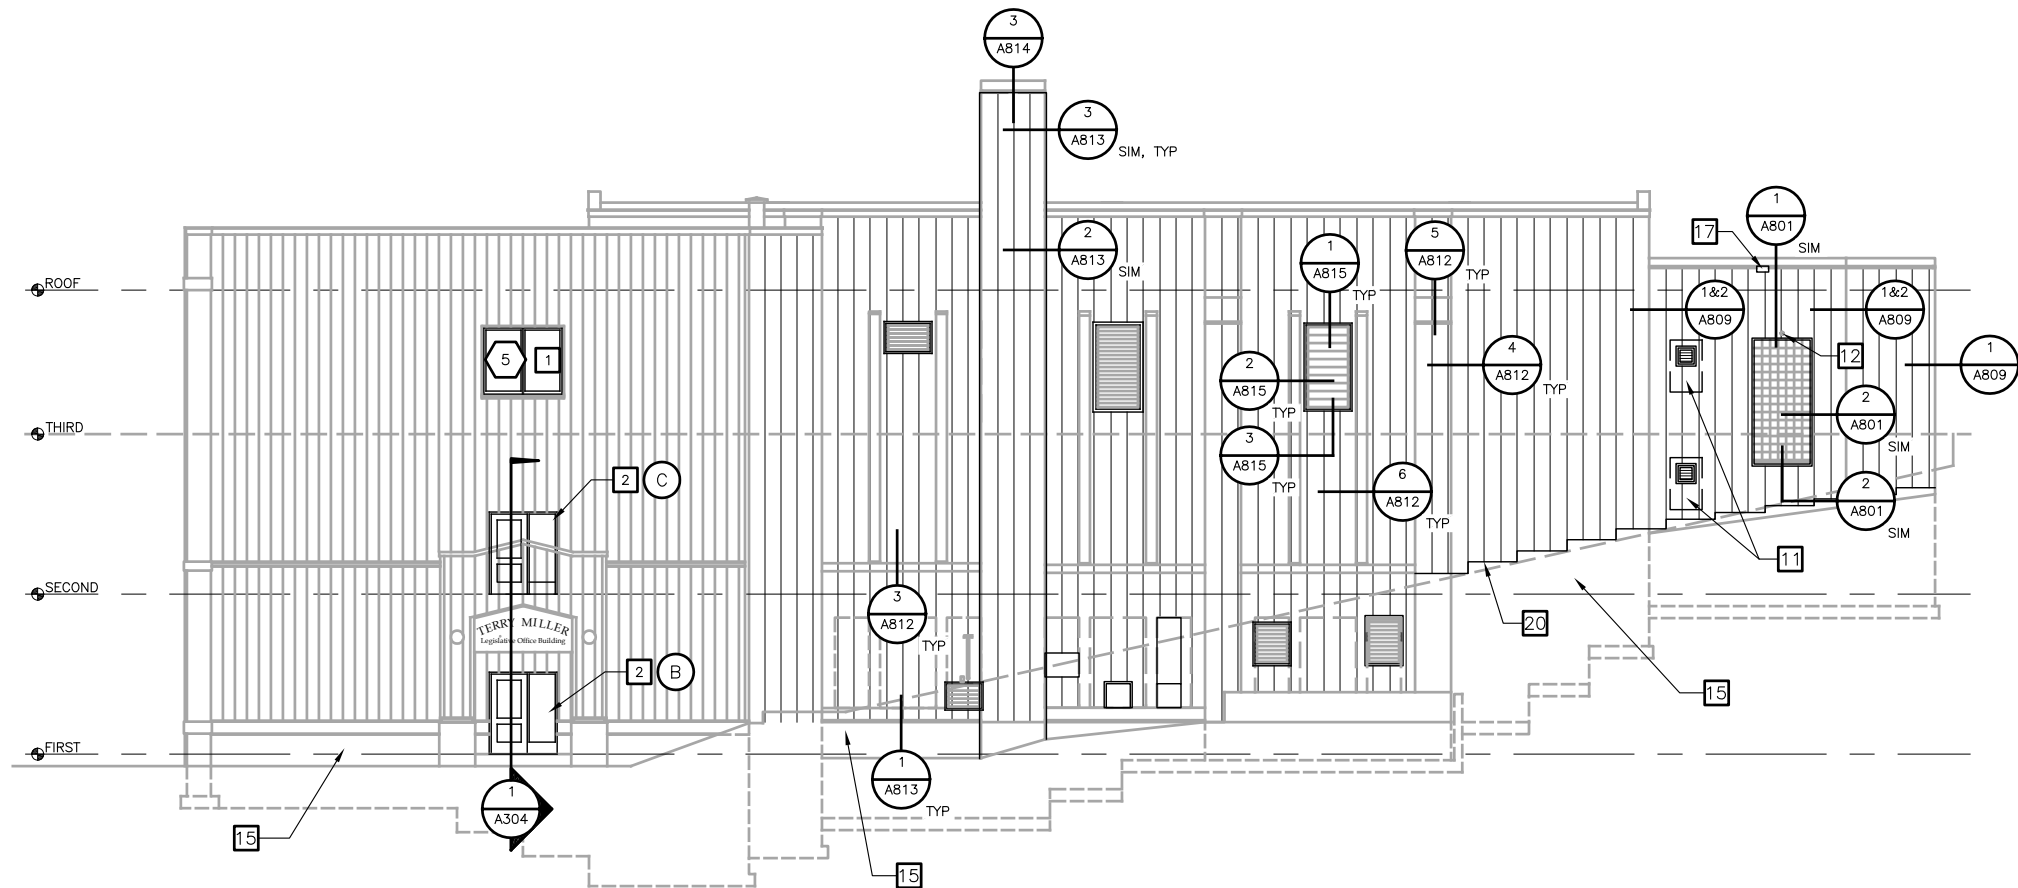 3
A814
3
A813
SIM, TYP
1
A801
SIM
17
2
A813
SIM
1
A815
TYP
5
A812
TYP
ROOF
1&2
A809
1&2
A809
5
1
12
1
A809
2
A815
TYP
4
A812
TYP
2
A801
SIM
THIRD
3
A815
TYP
2
C
6
A812
TYP
2
A801
SIM
11
SECOND
3
A812
TYP
20
TERRY MILLER
Legislative Office Building
2
B
15
FIRST
1
A813
TYP
1
A304
15
15